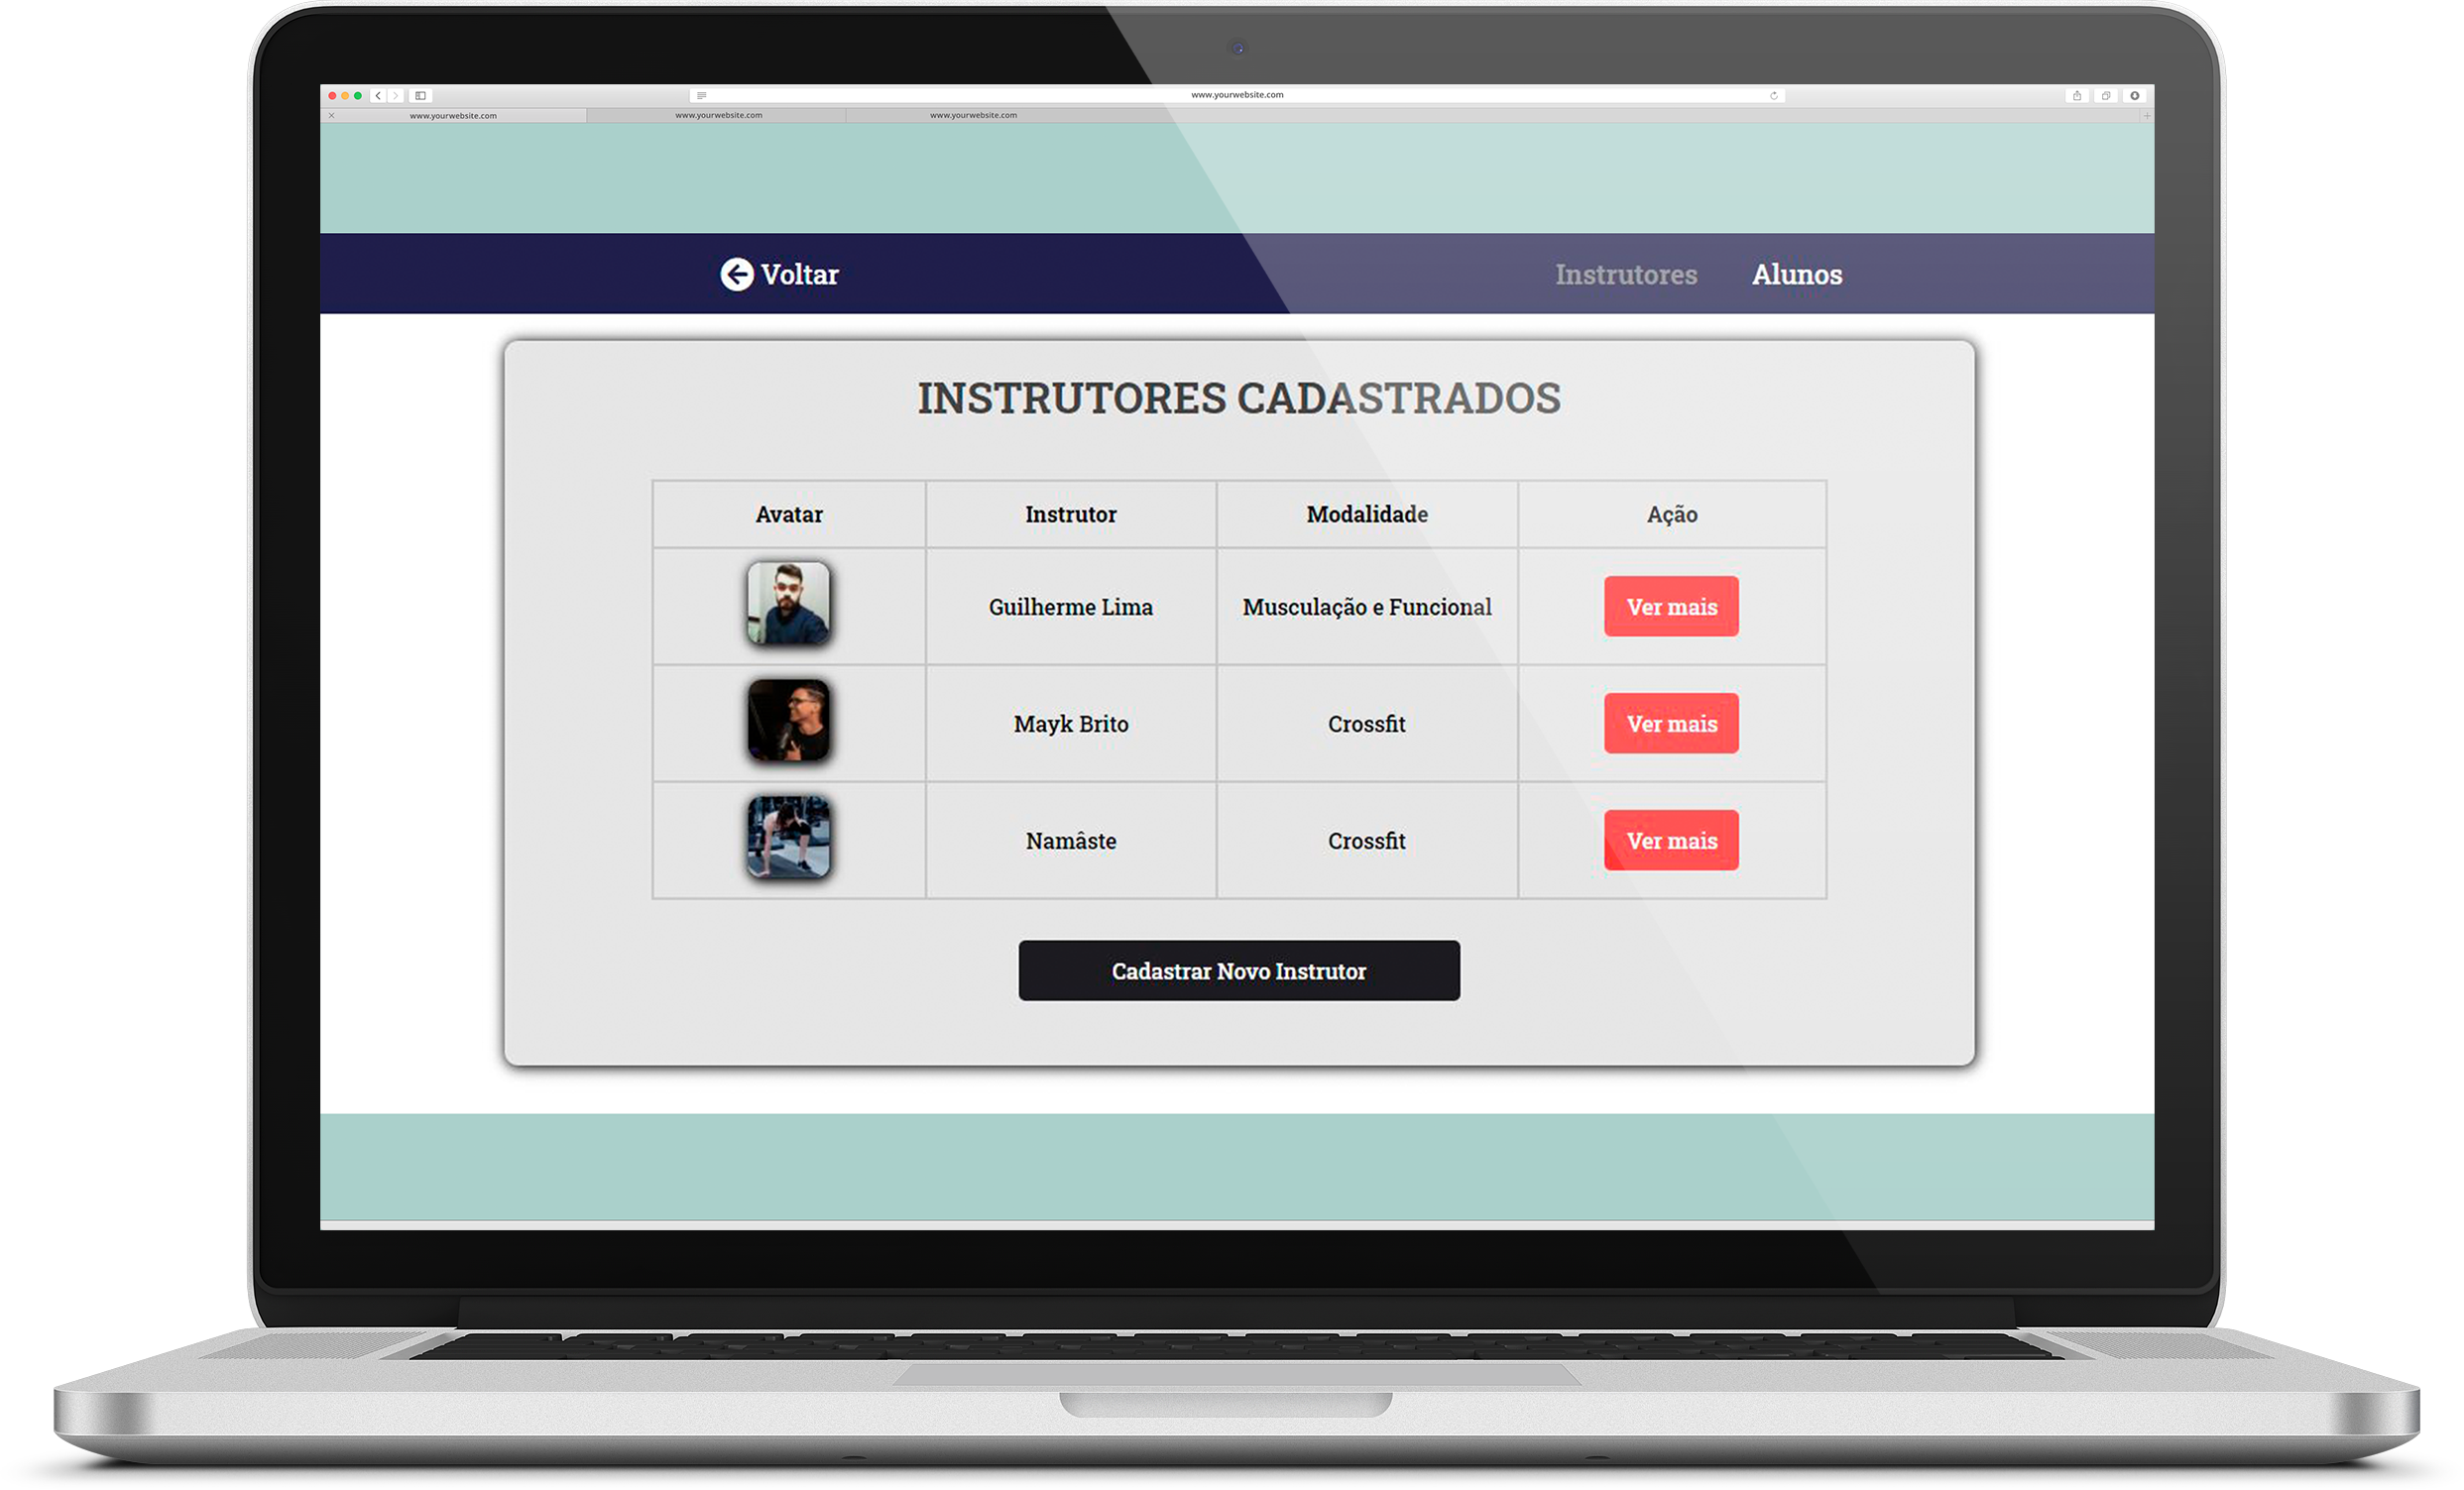 www.yourwebsite.com
www.yourwebsite.com www.yourwebsite.com www.yourwebsite.com
Voltar Instrutores Alunos
INSTRUTORES CADASTRADOS
Avatar Instrutor Modalidade Ação
Guilherme Lima Musculação e Funcional Ver mais
Mayk Brito Crossfit Ver mais
Namâste Crossfit Ver mais
Cadastrar Novo Instrutor